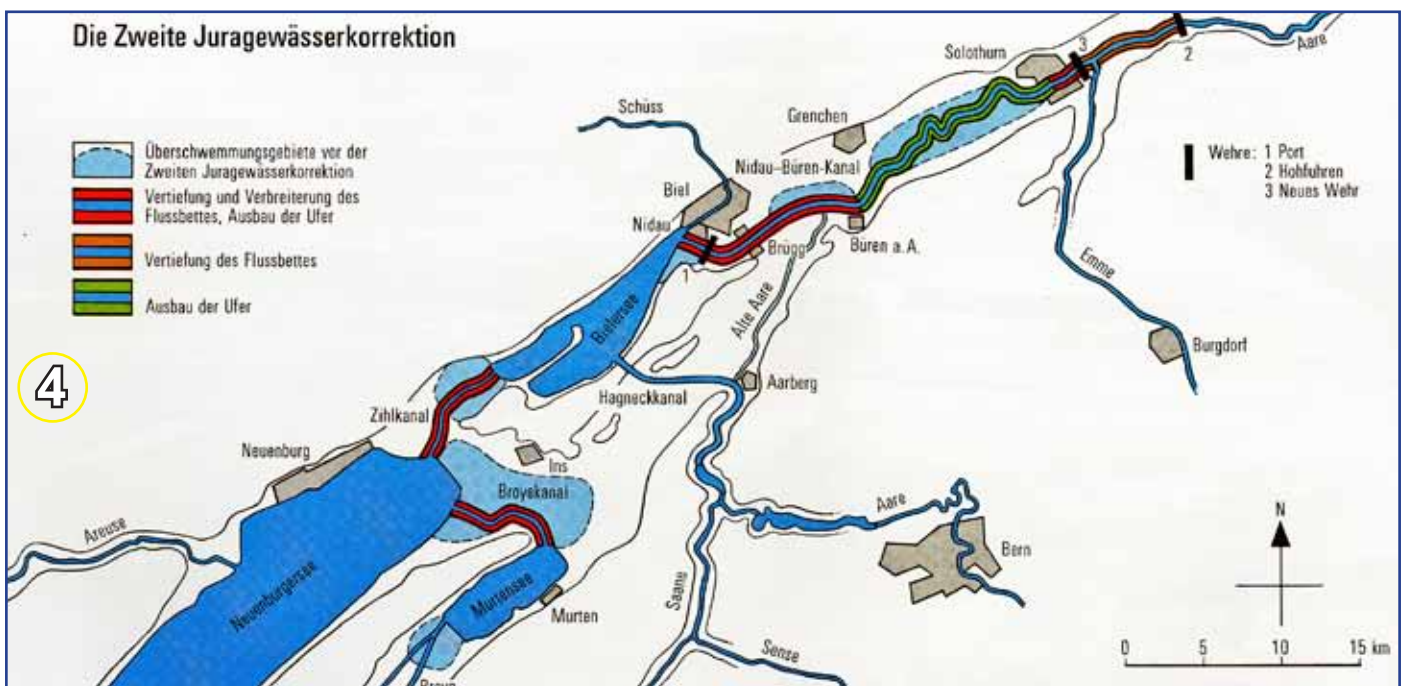 Die Zweite Juragewässerkorrektion
Überschwemmungsgebiete vor der
Zweiten Juragewässerkorrektion
Vertiefung und Verbreiterung des
Flussbettes, Ausbau der Ufer
Vertiefung des Flussbettes
Ausbau der Ufer
4
Wehre: 1 Port
2 Hohfuhren
3 Neues Wehr
Solothurn
3
2
Aare
Schüss
Grenchen
Nidau–Büren-Kanal
Biel
Nidau
1
Brügg
Büren a.A.
Emme
Alte Aare
Bielersee
Burgdorf
Aarberg
Hagneckkanal
Zihlkanal
Neuenburg
Ins
Broyekanal
Areuse
Aare
Bern
N
Neuenburgersee
Murtensee
Murten
Saane
Sense
0 5 10 15 km